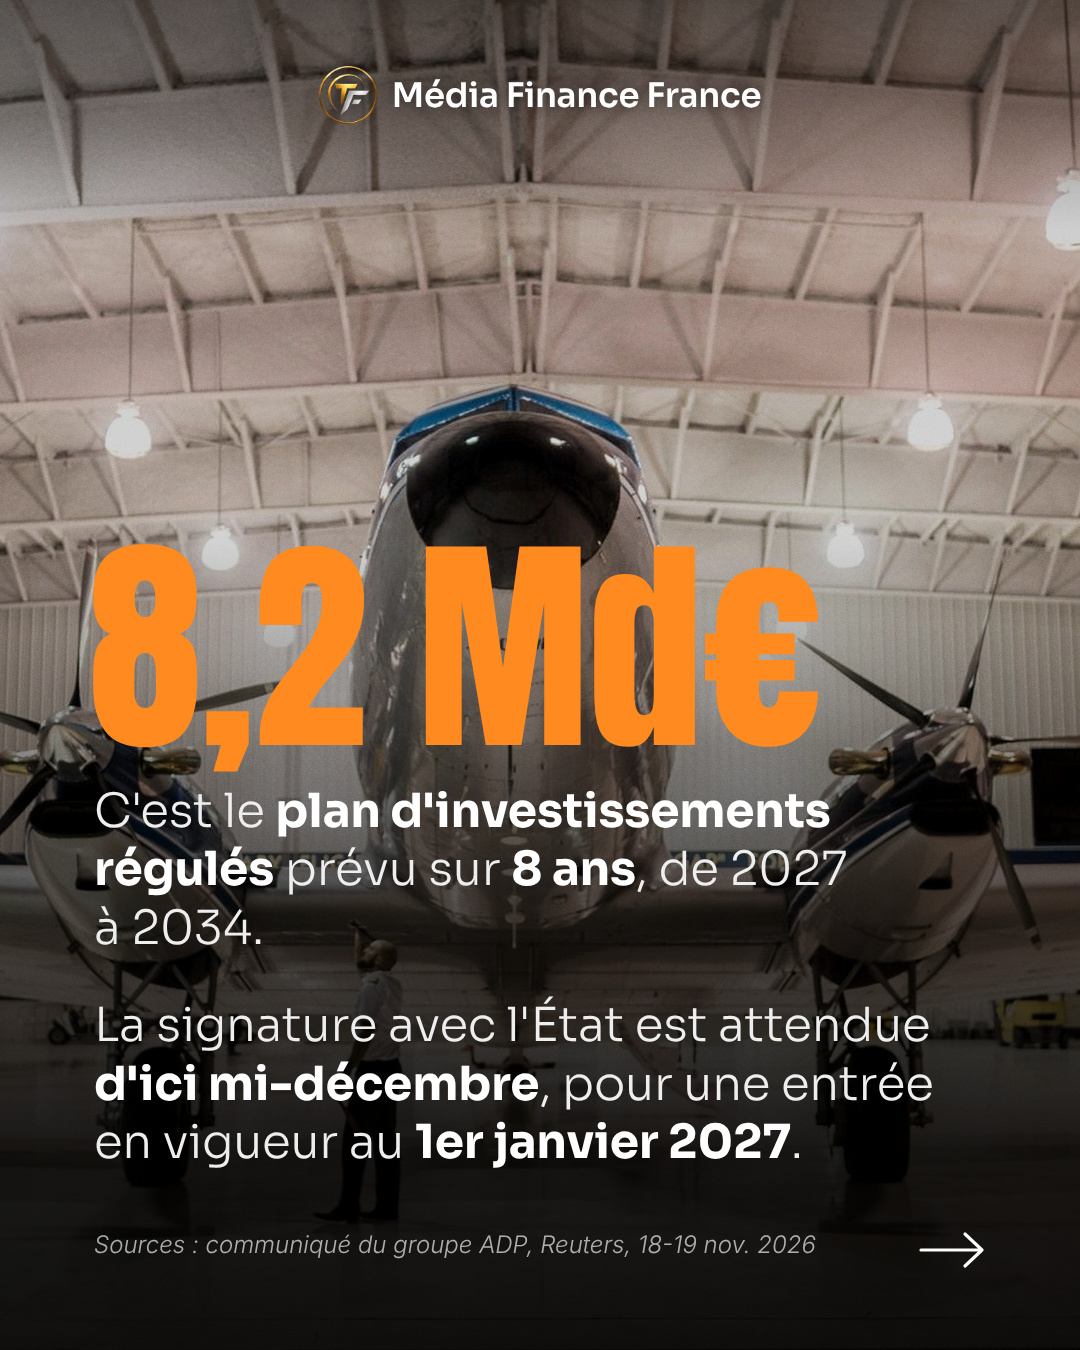 TF Média Finance France
8,2 Md€
C'est le plan d'investissements
régulés prévu sur 8 ans, de 2027
à 2034.
La signature avec l'État est attendue
d'ici mi-décembre, pour une entrée
en vigueur au 1er janvier 2027.
Sources : communiqué du groupe ADP, Reuters, 18-19 nov. 2026